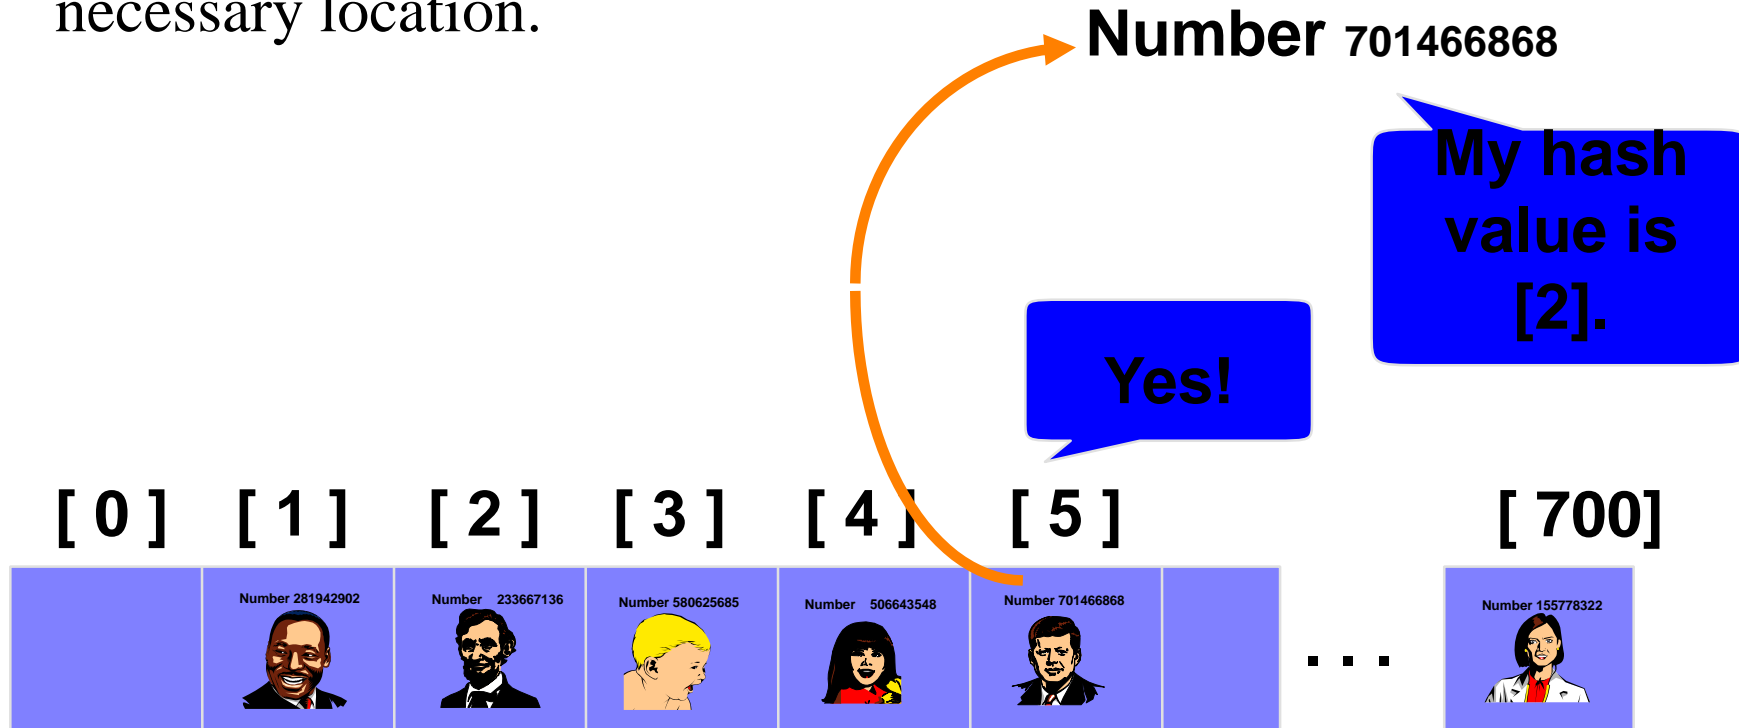 necessary location.
Number 701466868
My hash
value is
[2].
Yes!
[ 0 ] [ 1 ] [ 2 ] [ 3 ] [ 4 ] [ 5 ] [ 700]
Number 281942902
Number 233667136
Number 580625685
Number 506643548
Number 701466868
. . .
Number 155778322